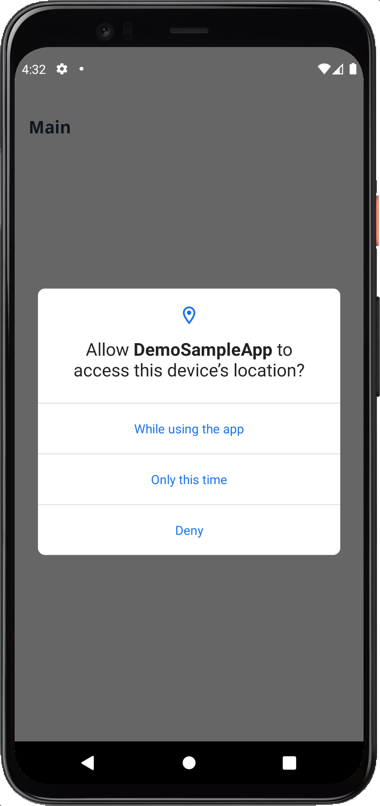 4:32
Main
Allow DemoSampleApp to
access this device's location?
While using the app
Only this time
Deny